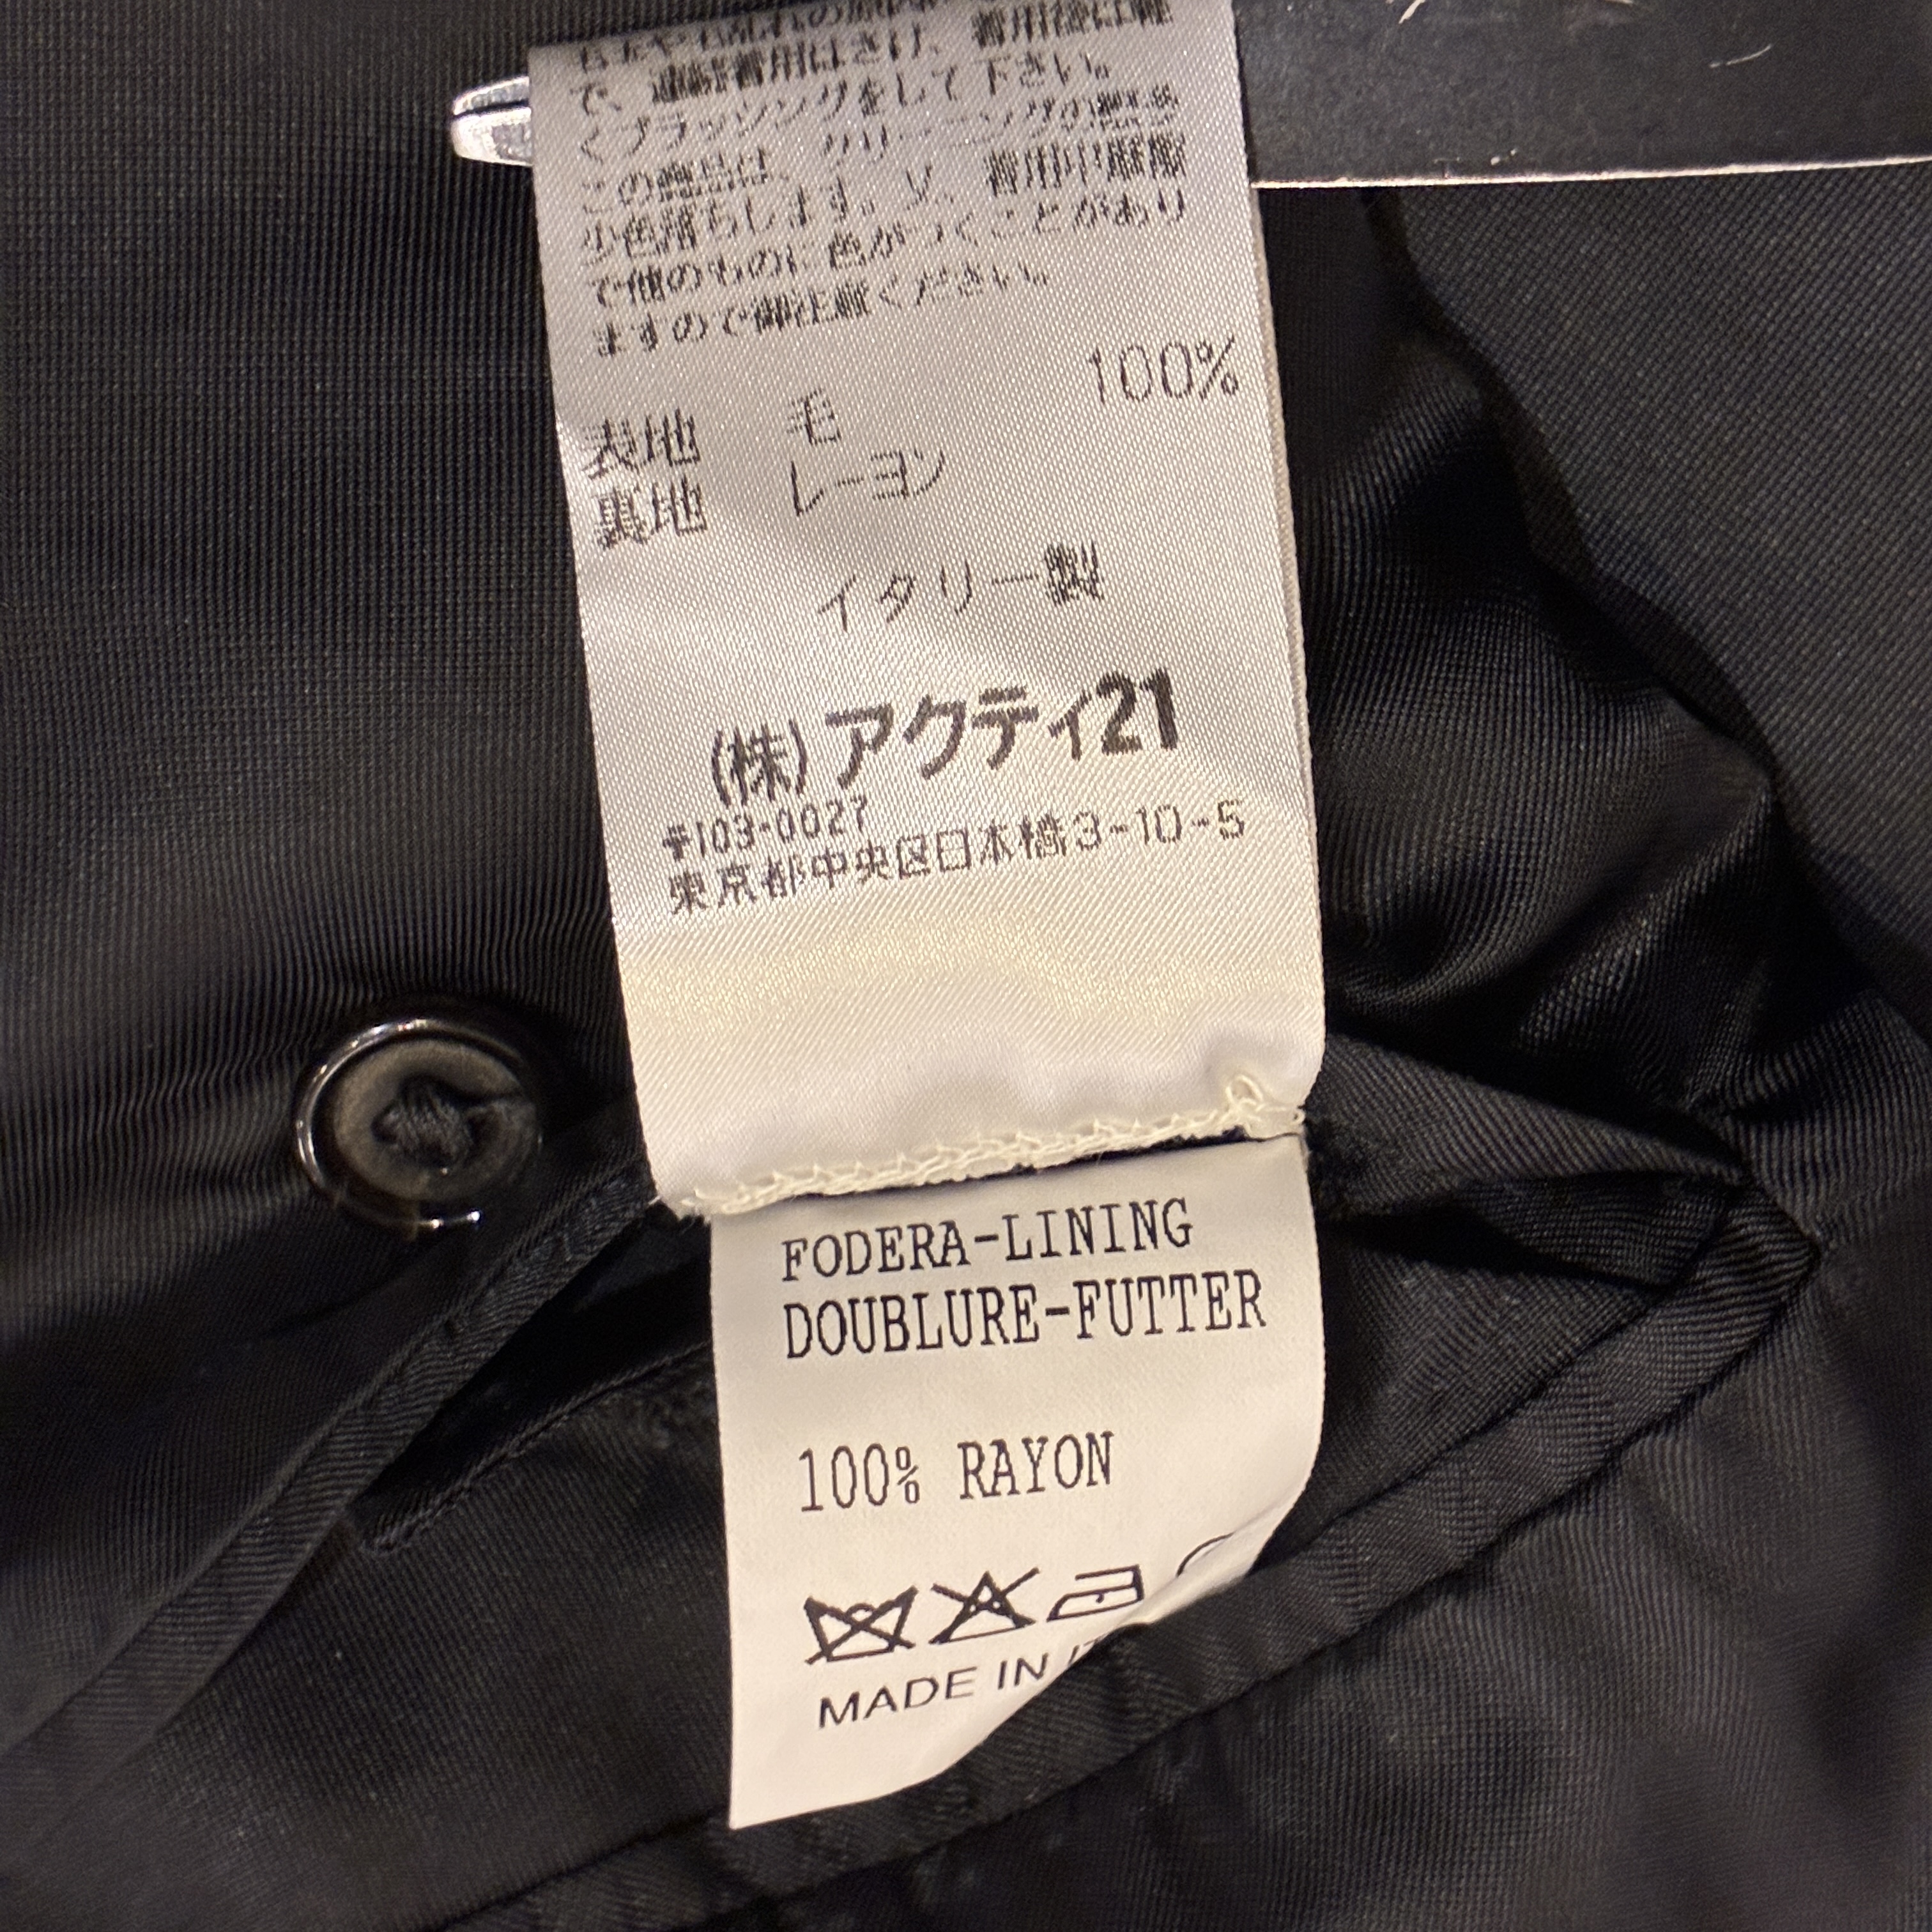 で、連続着用はさけ、着用後は軽
くブラッシングをして下さい。
この商品は、クリーニングの際多
少色落ちします。又、着用中摩擦
で他のものに色がつくことがあり
ますので御注意ください。
表地 毛 100%
裏地 レーヨン
イタリー製
(株)アクティ21
〒103-0027
東京都中央区日本橋3-10-5
FODERA-LINING
DOUBLURE-FUTTER
100% RAYON
MADE IN